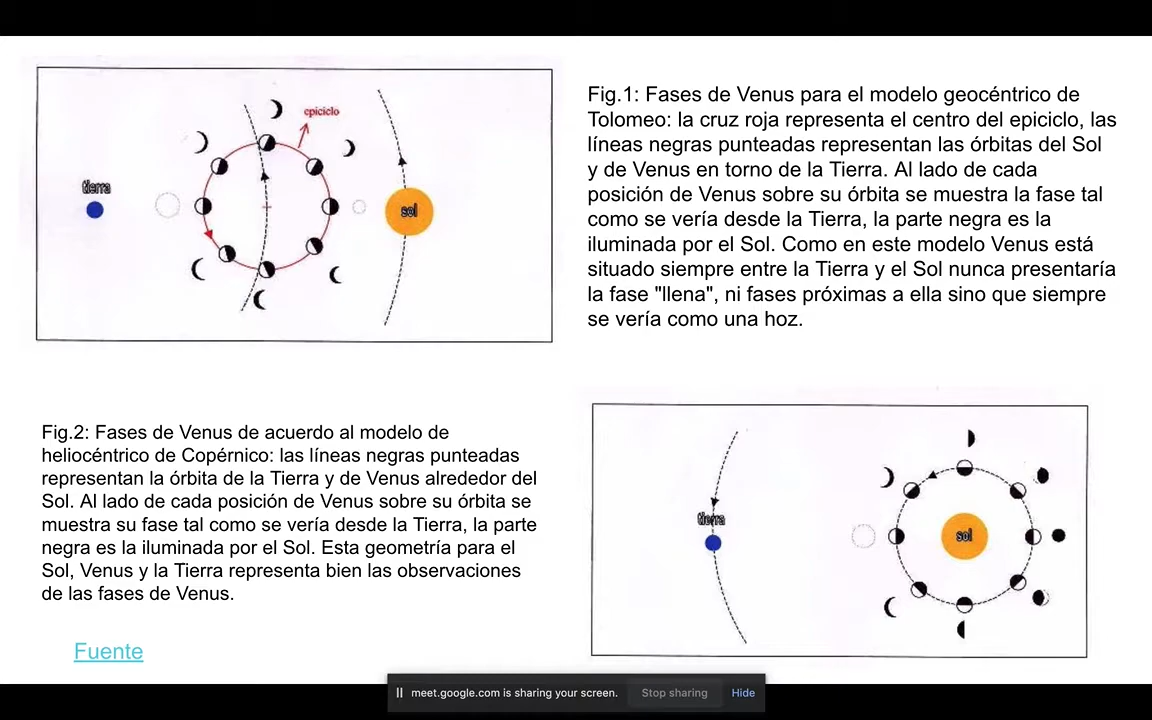 epiciclo
tierra
sol
Fig.1: Fases de Venus para el modelo geocéntrico de
Tolomeo: la cruz roja representa el centro del epiciclo, las
líneas negras punteadas representan las órbitas del Sol
y de Venus en torno de la Tierra. Al lado de cada
posición de Venus sobre su órbita se muestra la fase tal
como se vería desde la Tierra, la parte negra es la
iluminada por el Sol. Como en este modelo Venus está
situado siempre entre la Tierra y el Sol nunca presentaría
la fase "llena", ni fases próximas a ella sino que siempre
se vería como una hoz.
Fig.2: Fases de Venus de acuerdo al modelo de
heliocéntrico de Copérnico: las líneas negras punteadas
representan la órbita de la Tierra y de Venus alrededor del
Sol. Al lado de cada posición de Venus sobre su órbita se
muestra su fase tal como se vería desde la Tierra, la parte
negra es la iluminada por el Sol. Esta geometría para el
Sol, Venus y la Tierra representa bien las observaciones
de las fases de Venus.
Fuente
tierra
sol
meet.google.com is sharing your screen.
Stop sharing
Hide